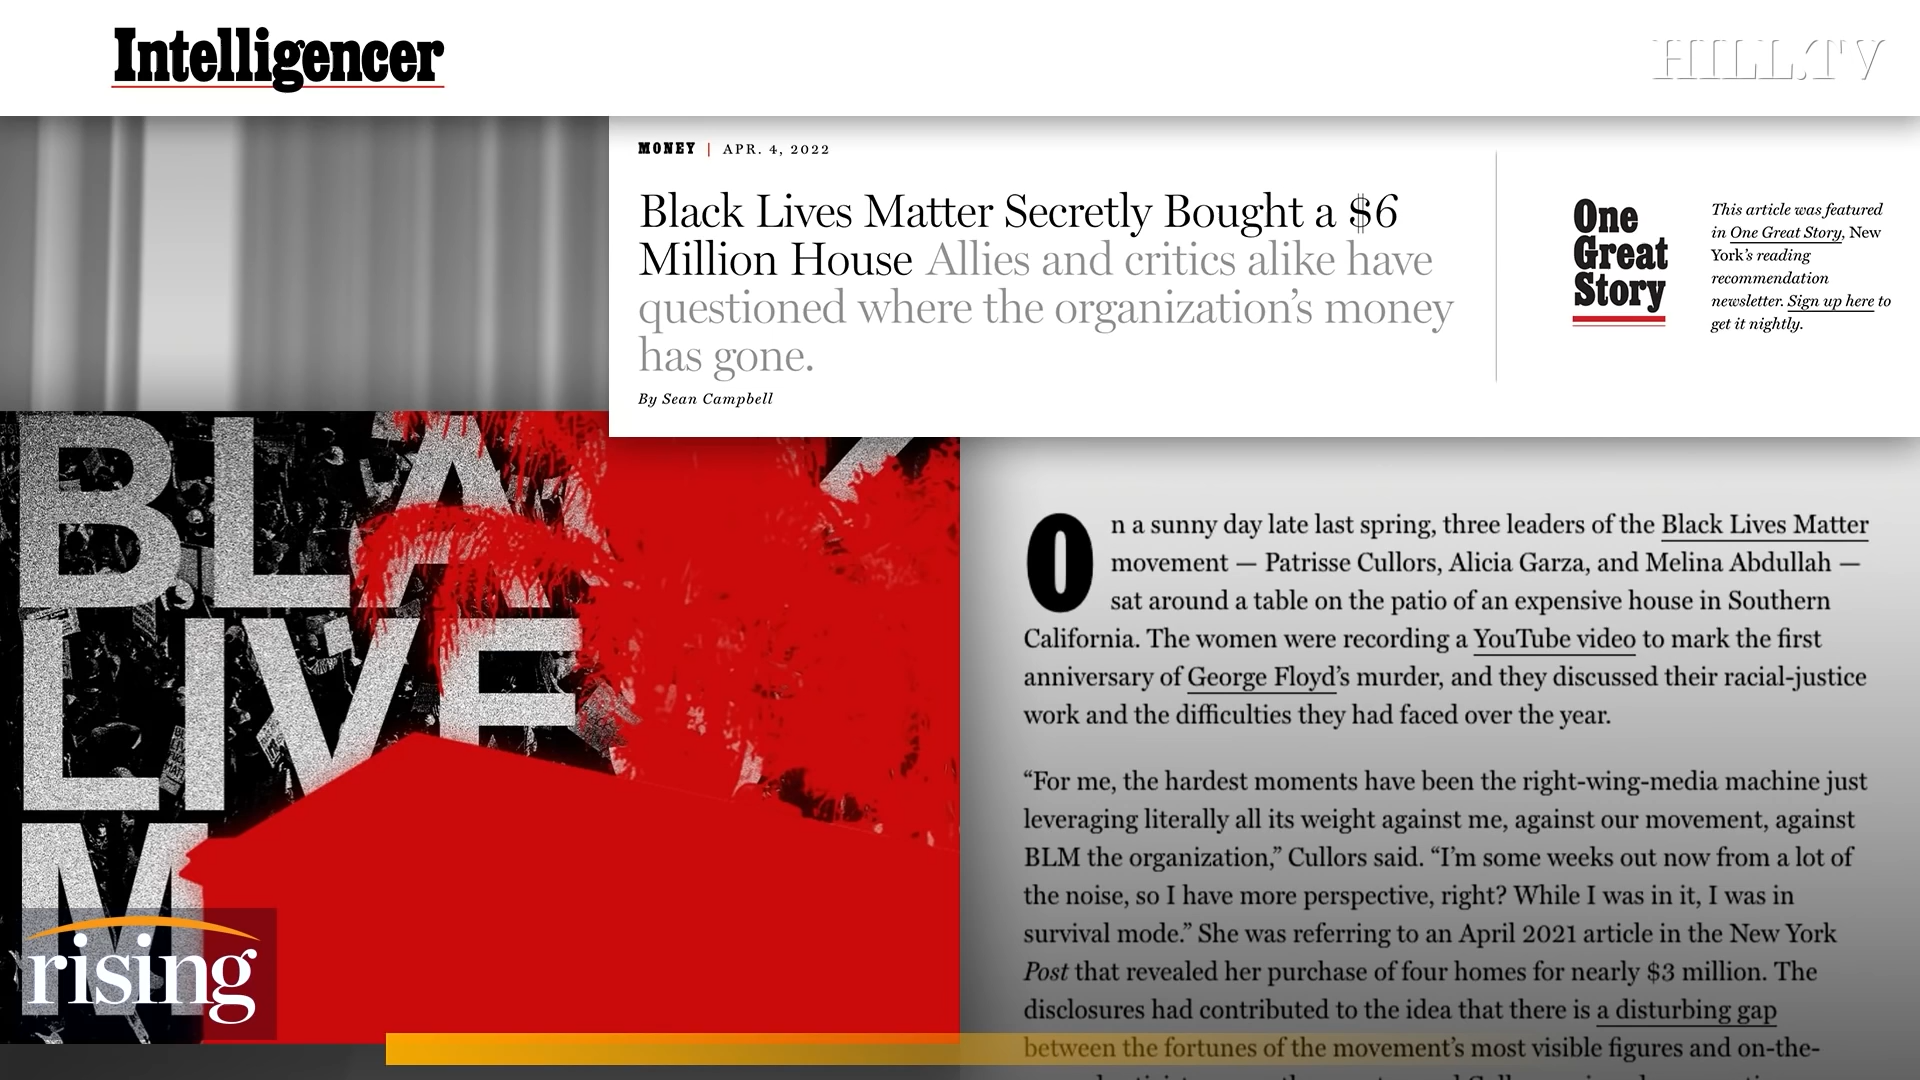 Intelligencer
HILL.TV
MONEY | APR. 4, 2022
Black Lives Matter Secretly Bought a $6
Million House Allies and critics alike have
questioned where the organization’s money
has gone.
By Sean Campbell
One
Great
Story
This article was featured
in One Great Story, New
York’s reading
recommendation
newsletter. Sign up here to
get it nightly.
BLA
LIVE
M
On a sunny day late last spring, three leaders of the Black Lives Matter
movement — Patrisse Cullors, Alicia Garza, and Melina Abdullah —
sat around a table on the patio of an expensive house in Southern
California. The women were recording a YouTube video to mark the first
anniversary of George Floyd’s murder, and they discussed their racial-justice
work and the difficulties they had faced over the year.
“For me, the hardest moments have been the right-wing-media machine just
leveraging literally all its weight against me, against our movement, against
BLM the organization,” Cullors said. “I’m some weeks out now from a lot of
the noise, so I have more perspective, right? While I was in it, I was in
survival mode.” She was referring to an April 2021 article in the New York
Post that revealed her purchase of four homes for nearly $3 million. The
disclosures had contributed to the idea that there is a disturbing gap
between the fortunes of the movement’s most visible figures and on-the-
rising